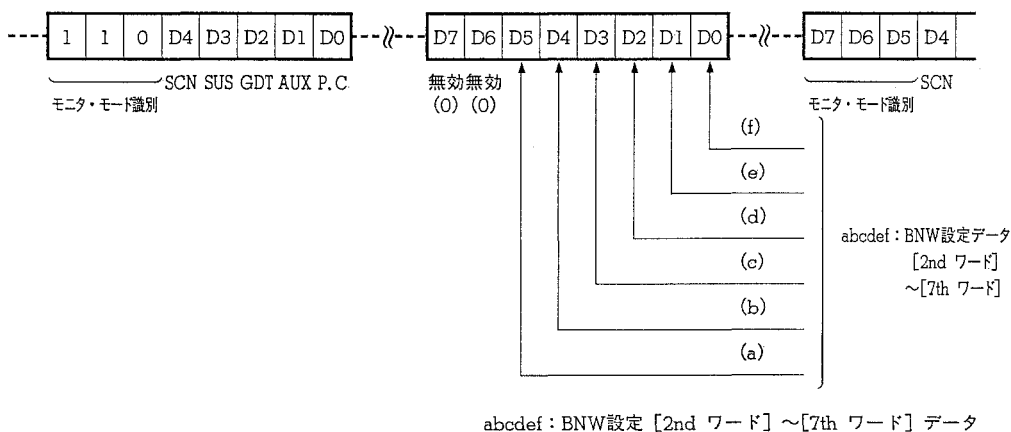 1 1 0 D4 D3 D2 D1 D0 D7 D6 D5 D4 D3 D2 D1 D0 D7 D6 D5 D4
SCN SUS GDT AUX P.C 無効 無効 SCN
モニタ・モード識別 (0) (0) モニタ・モード識別
(f)
(e)
(d)
(c)
(b)
(a)
abcdef：BNW設定データ
[2nd ワード]
～[7th ワード]
abcdef：BNW設定 [2nd ワード] ～[7th ワード] データ